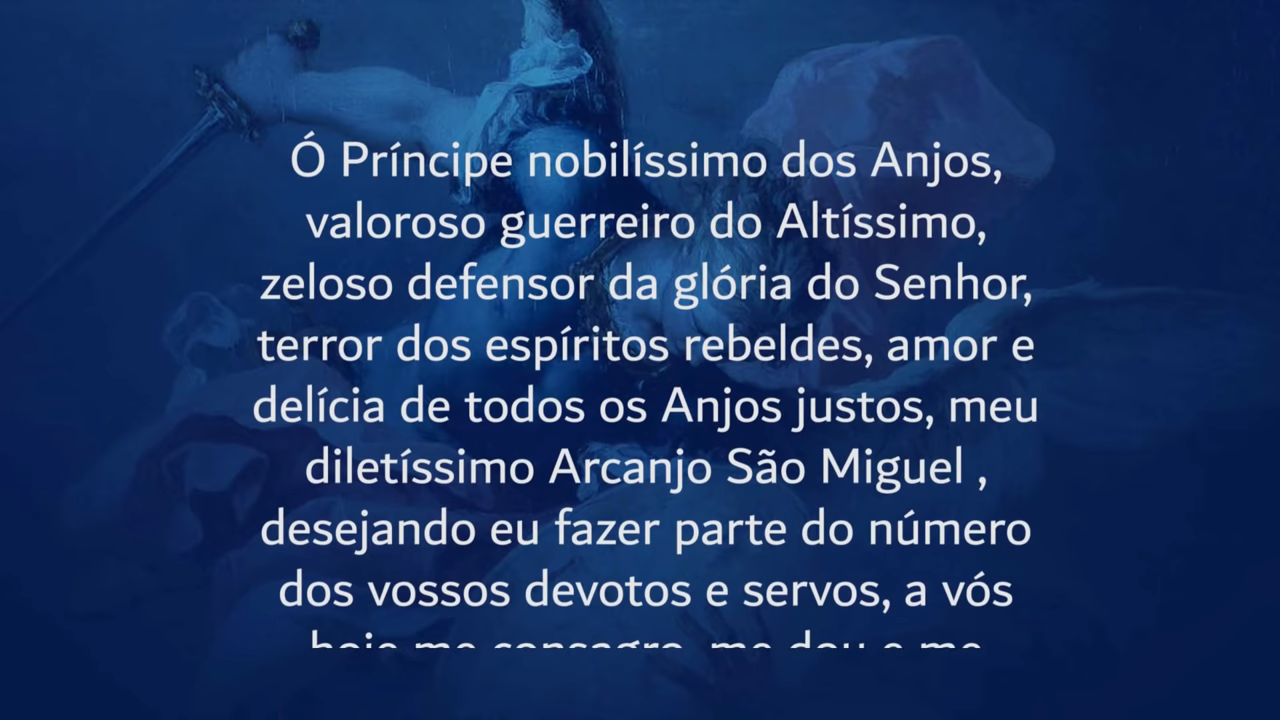 Ó Príncipe nobilíssimo dos Anjos,
valoroso guerreiro do Altíssimo,
zeloso defensor da glória do Senhor,
terror dos espíritos rebeldes, amor e
delícia de todos os Anjos justos, meu
diletíssimo Arcanjo São Miguel ,
desejando eu fazer parte do número
dos vossos devotos e servos, a vós
hoje me consagro, me dou e me